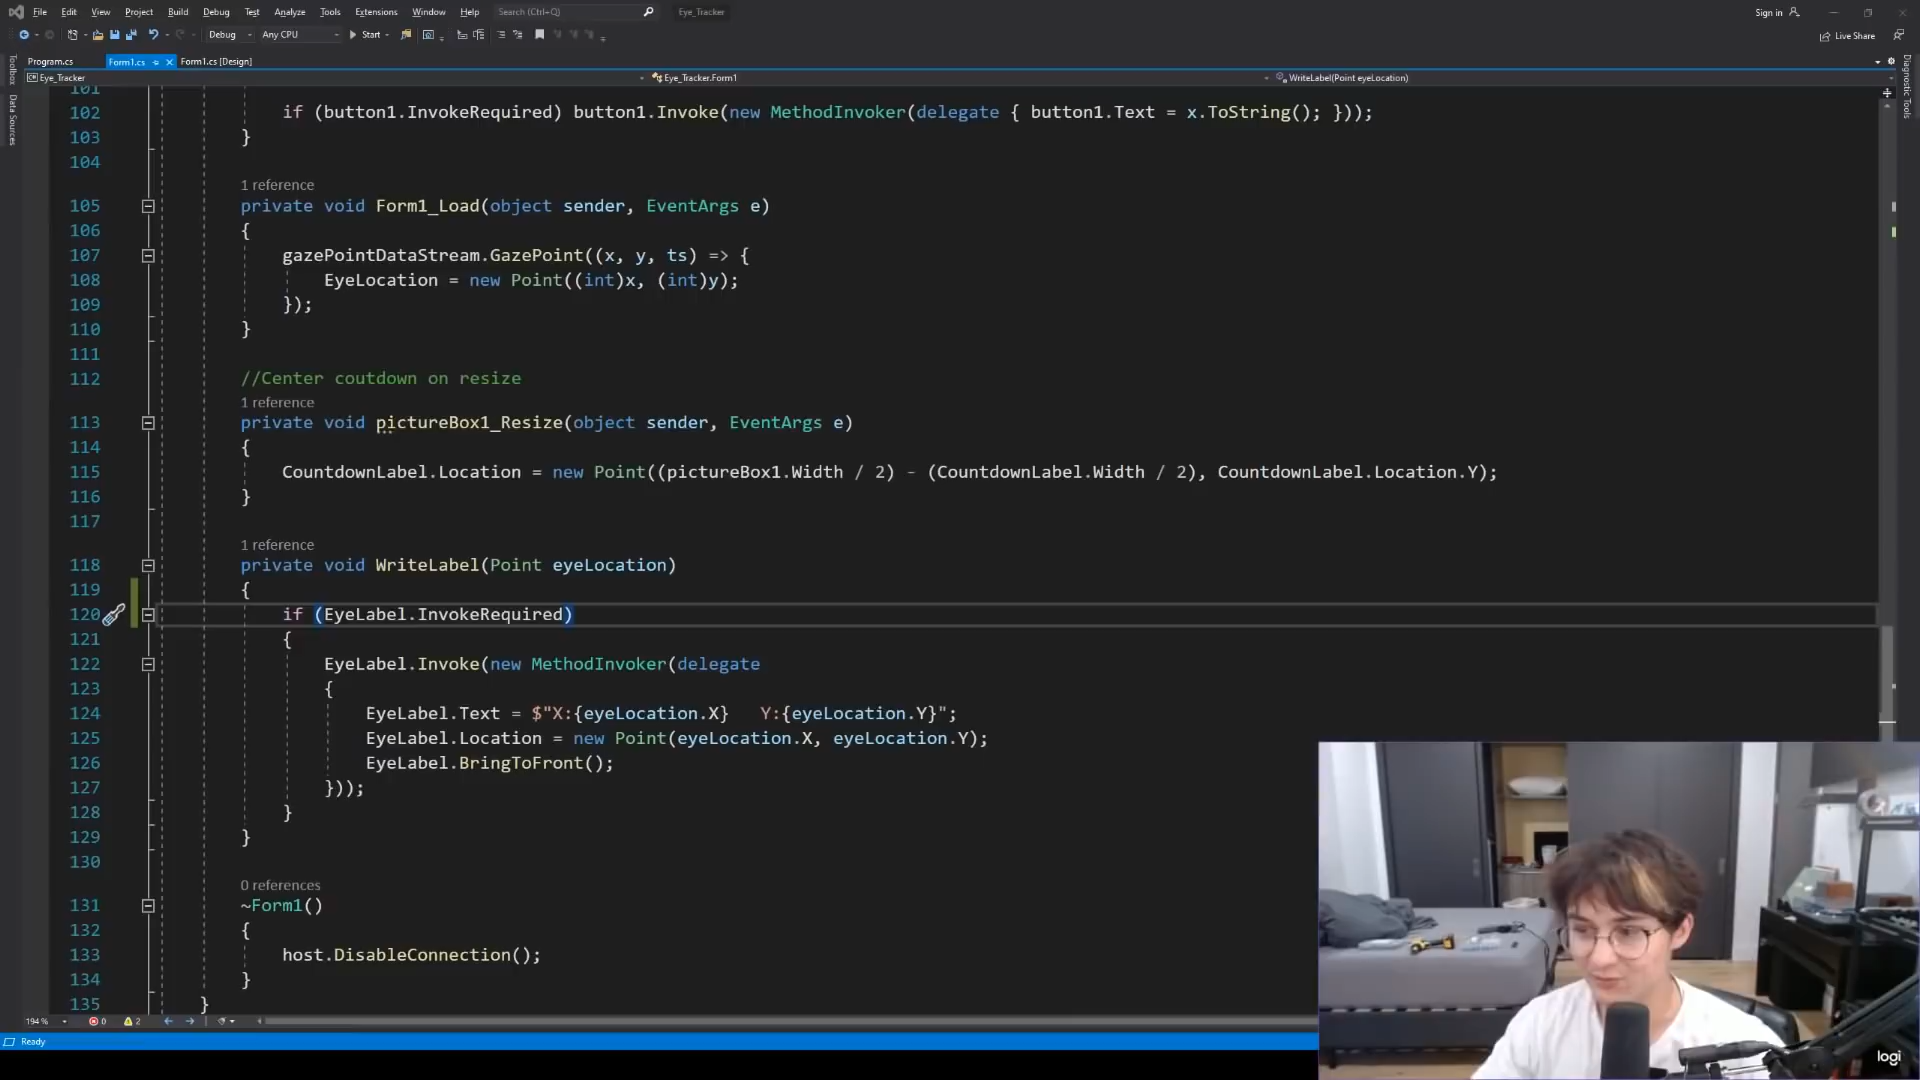 File Edit View Project Build Debug Test Analyze Tools Extensions Window Help Search (Ctrl+Q) Eye_Tracker Sign in
Debug Any CPU Start Live Share
Program.cs Form1.cs Form1.cs [Design]
Eye_Tracker Eye_Tracker.Form1 WriteLabel(Point eyeLocation)
Toolbox
Data Sources
Diagnostic Tools
101
102 if (button1.InvokeRequired) button1.Invoke(new MethodInvoker(delegate { button1.Text = x.ToString(); }));
103 }
104
1 reference
105 private void Form1_Load(object sender, EventArgs e)
106 {
107 gazePointDataStream.GazePoint((x, y, ts) => {
108 EyeLocation = new Point((int)x, (int)y);
109 });
110 }
111
112 //Center coutdown on resize
1 reference
113 private void pictureBox1_Resize(object sender, EventArgs e)
114 {
115 CountdownLabel.Location = new Point((pictureBox1.Width / 2) - (CountdownLabel.Width / 2), CountdownLabel.Location.Y);
116 }
117
1 reference
118 private void WriteLabel(Point eyeLocation)
119 {
120 if (EyeLabel.InvokeRequired)
121 {
122 EyeLabel.Invoke(new MethodInvoker(delegate
123 {
124 EyeLabel.Text = $"X:{eyeLocation.X} Y:{eyeLocation.Y}";
125 EyeLabel.Location = new Point(eyeLocation.X, eyeLocation.Y);
126 EyeLabel.BringToFront();
127 }));
128 }
129 }
130
0 references
131 ~Form1()
132 {
133 host.DisableConnection();
134 }
135 }
194 % 0 2
Ready
logi